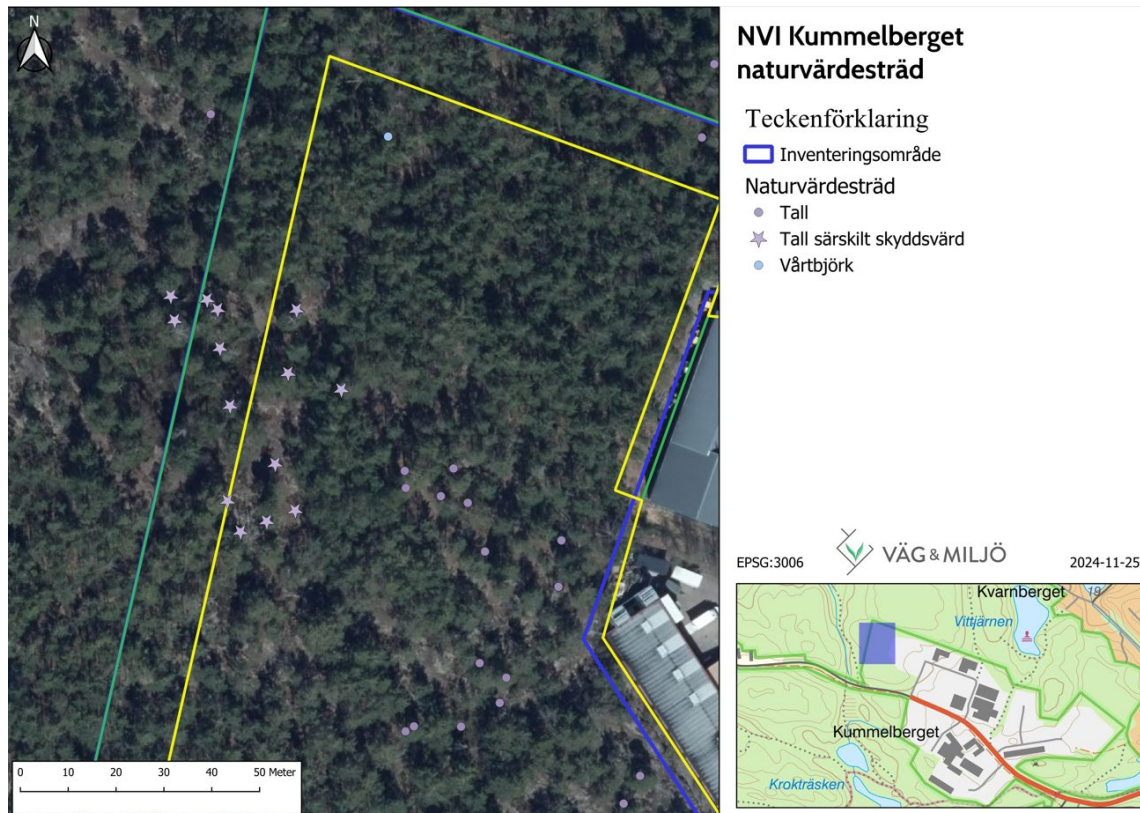 N
NVI Kummelberget
naturvärdesträd
Teckenförklaring
Inventeringsområde
Naturvärdesträd
Tall
Tall särskilt skyddsvärd
Vårtbjörk
0 10 20 30 40 50 Meter
EPSG:3006
VÄG & MILJÖ
2024-11-25
Kvarnberget
19
Vittjärnen
Kummelberget
Krokträsken